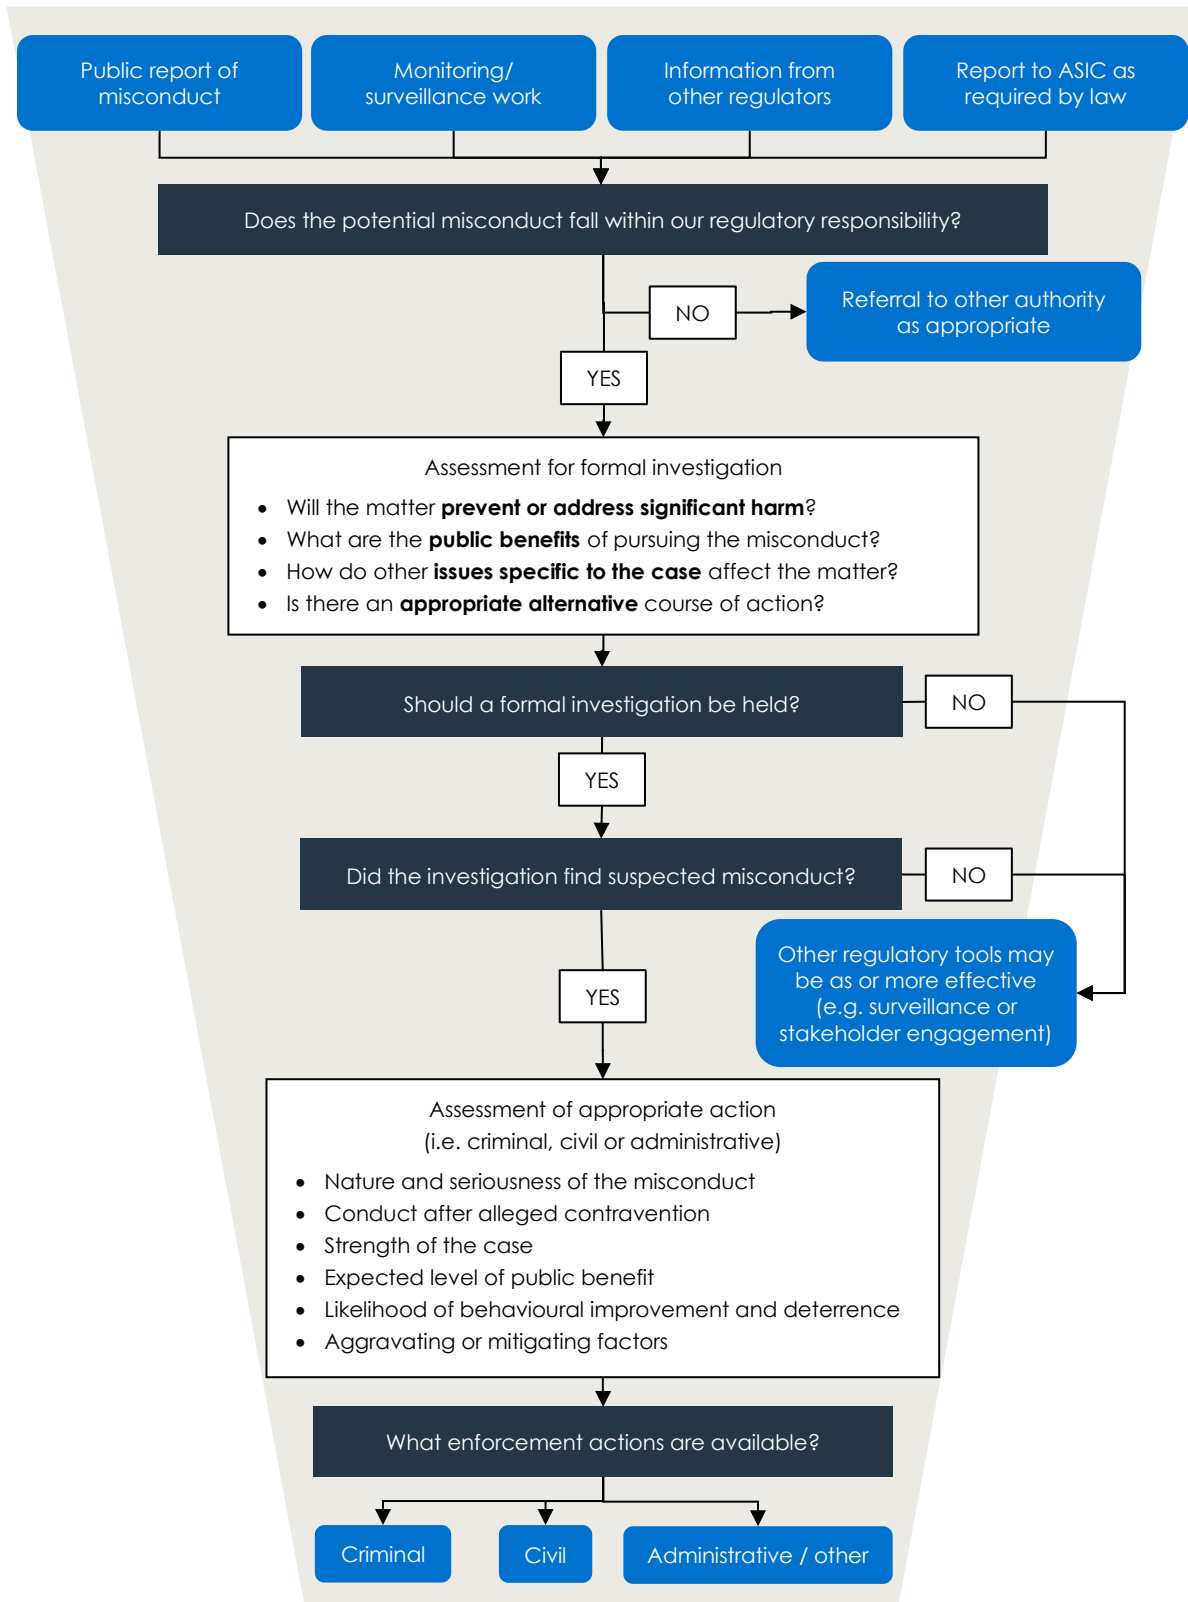 Public report of
misconduct
Monitoring/
surveillance work
Information from
other regulators
Report to ASIC as
required by law
Does the potential misconduct fall within our regulatory responsibility?
NO
Referral to other authority
as appropriate
YES
Assessment for formal investigation
• Will the matter prevent or address significant harm?
• What are the public benefits of pursuing the misconduct?
• How do other issues specific to the case affect the matter?
• Is there an appropriate alternative course of action?
Should a formal investigation be held?
NO
YES
Did the investigation find suspected misconduct?
NO
Other regulatory tools may
be as or more effective
(e.g. surveillance or
stakeholder engagement)
YES
Assessment of appropriate action
(i.e. criminal, civil or administrative)
• Nature and seriousness of the misconduct
• Conduct after alleged contravention
• Strength of the case
• Expected level of public benefit
• Likelihood of behavioural improvement and deterrence
• Aggravating or mitigating factors
What enforcement actions are available?
Criminal
Civil
Administrative / other